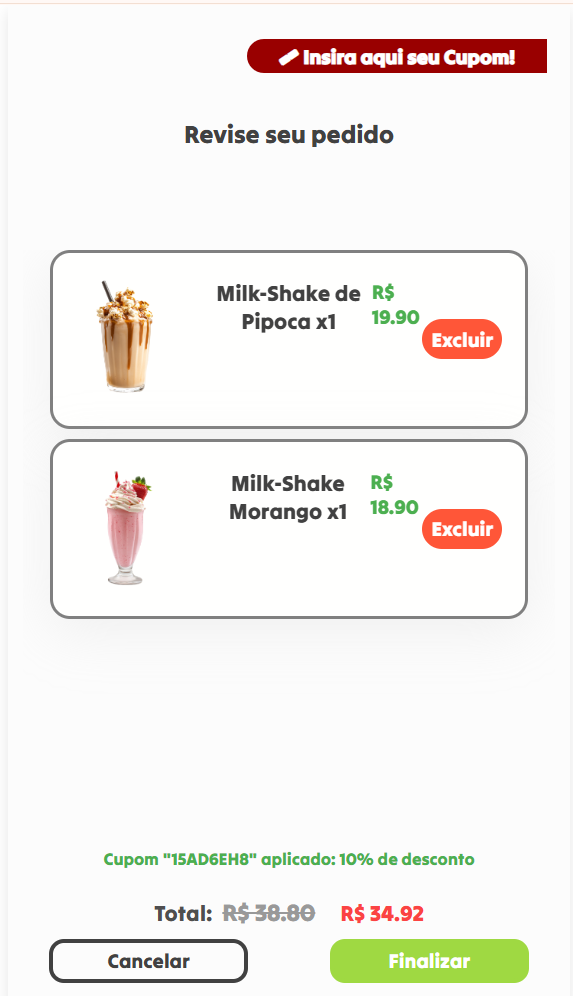 Insira aqui seu Cupom!
Revise seu pedido
Milk-Shake de
Pipoca x1
R$
19.90
Excluir
Milk-Shake
Morango x1
R$
18.90
Excluir
Cupom "15AD6EH8" aplicado: 10% de desconto
Total: R$ 38.80 R$ 34.92
Cancelar
Finalizar